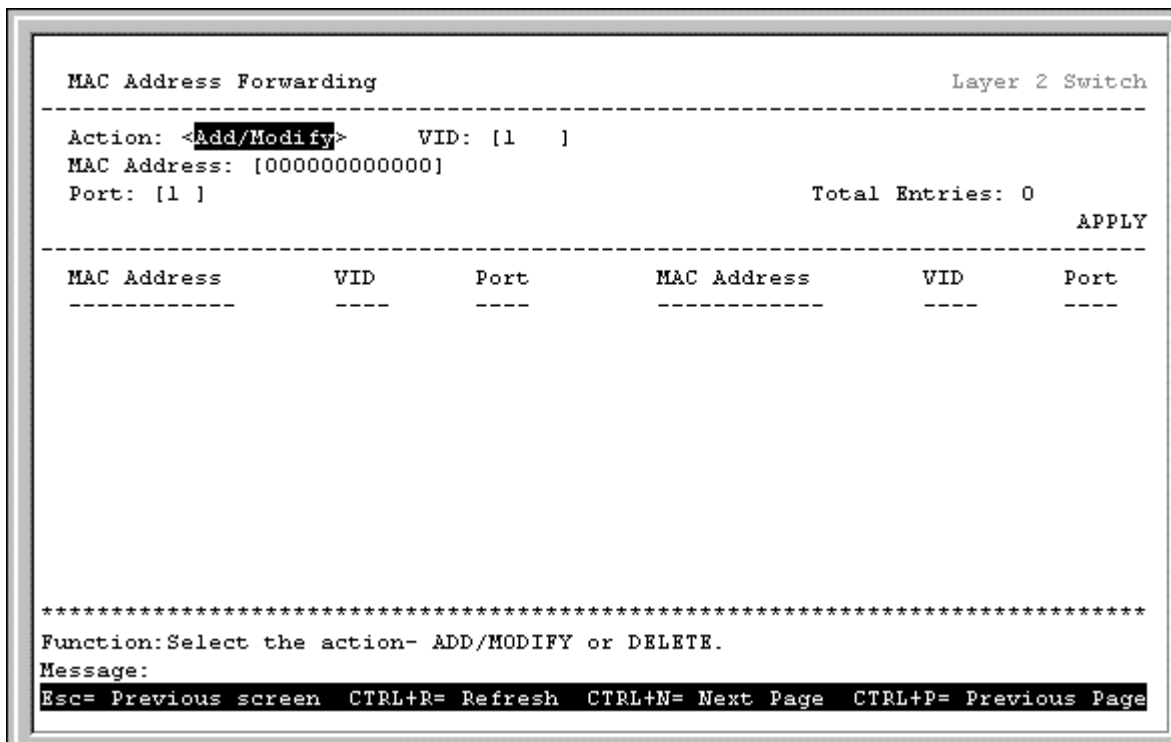 MAC Address Forwarding Layer 2 Switch
--------------------------------------------------------------------------------
Action: <Add/Modify> VID: [1 ]
MAC Address: [000000000000]
Port: [1 ] Total Entries: 0
APPLY
--------------------------------------------------------------------------------
MAC Address VID Port MAC Address VID Port
------------ ---- ---- ------------ ---- ----
********************************************************************************
Function:Select the action- ADD/MODIFY or DELETE.
Message:
Esc= Previous screen CTRL+R= Refresh CTRL+N= Next Page CTRL+P= Previous Page